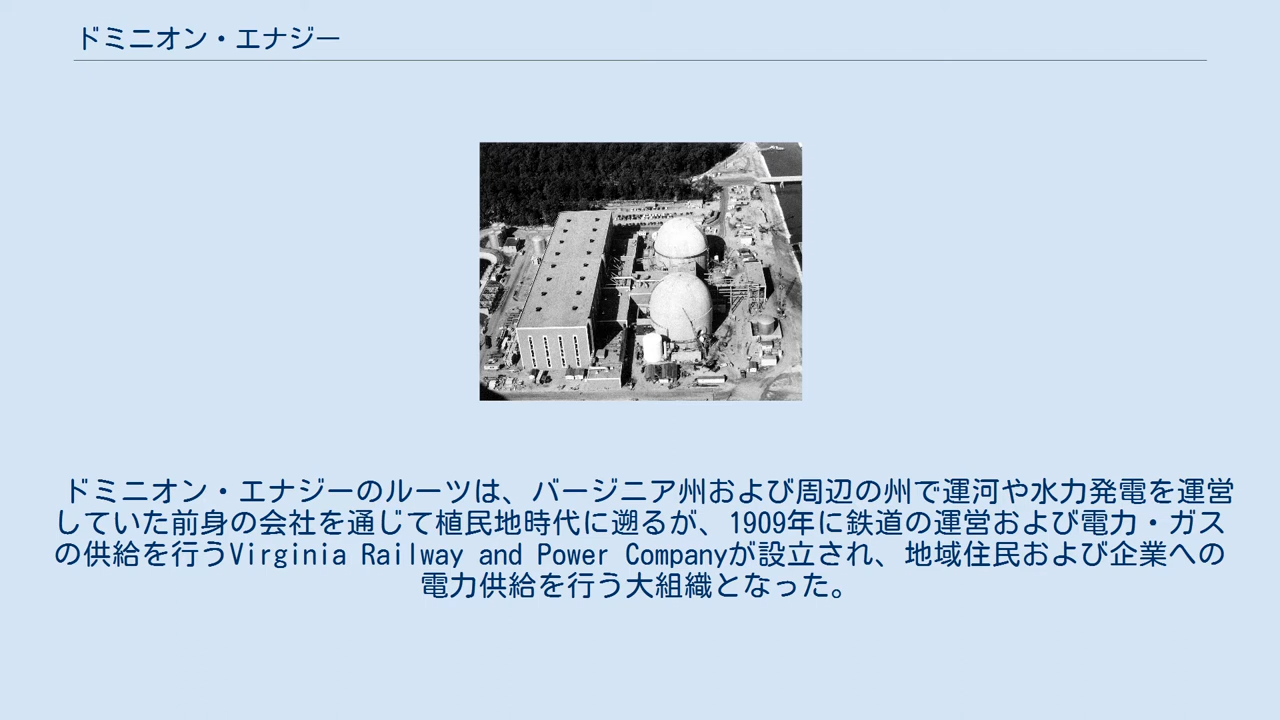 ドミニオン・エナジー
ドミニオン・エナジーのルーツは、バージニア州および周辺の州で運河や水力発電を運営
していた前身の会社を通じて植民地時代に遡るが、1909年に鉄道の運営および電力・ガス
の供給を行うVirginia Railway and Power Companyが設立され、地域住民および企業への
電力供給を行う大組織となった。